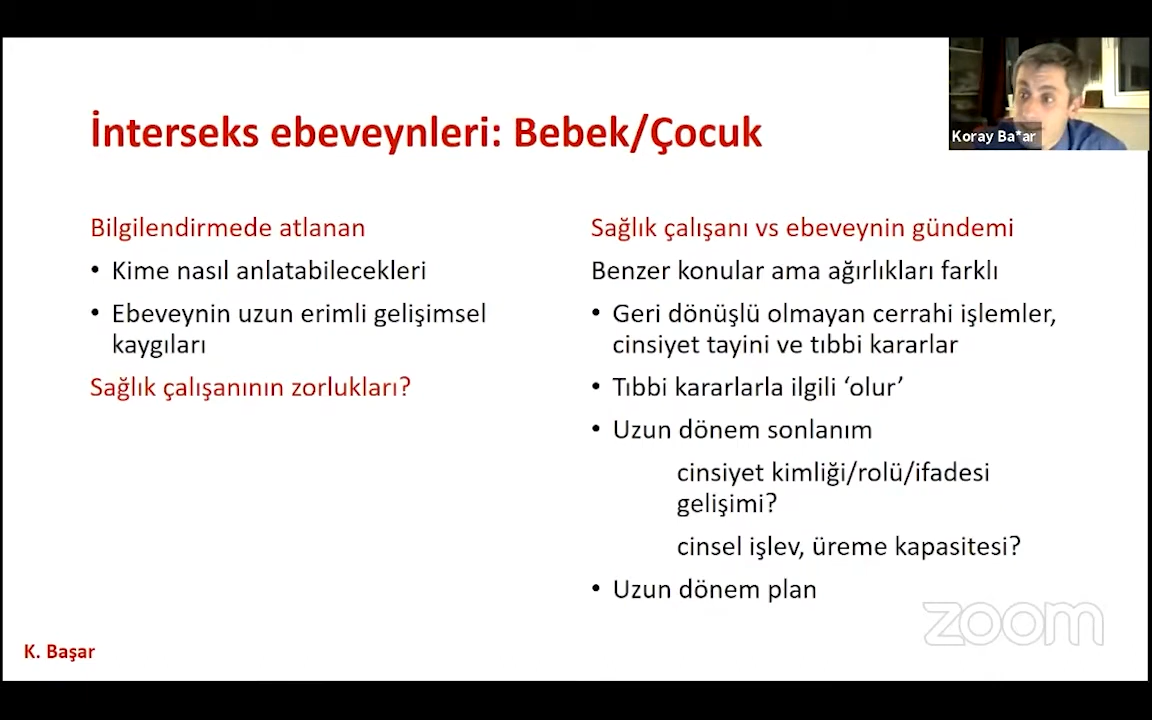 İnterseks ebeveynleri: Bebek/Çocuk
Koray Ba*ar
Bilgilendirmede atlanan
• Kime nasıl anlatabilecekleri
• Ebeveynin uzun erimli gelişimsel
kaygıları
Sağlık çalışanının zorlukları?
Sağlık çalışanı vs ebeveynin gündemi
Benzer konular ama ağırlıkları farklı
• Geri dönüşlü olmayan cerrahi işlemler,
cinsiyet tayini ve tıbbi kararlar
• Tıbbi kararlarla ilgili ‘olur’
• Uzun dönem sonlanım
cinsiyet kimliği/rolü/ifadesi
gelişimi?
cinsel işlev, üreme kapasitesi?
• Uzun dönem plan
zoom
K. Başar